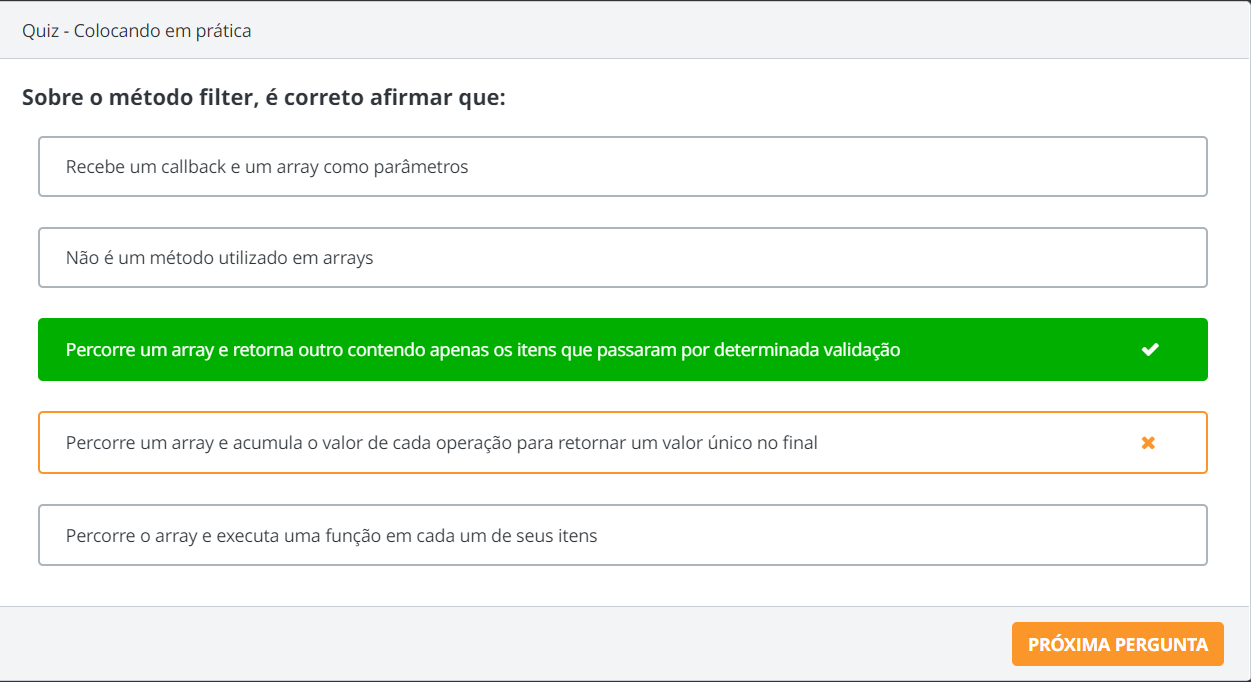 Quiz - Colocando em prática
Sobre o método filter, é correto afirmar que:
Recebe um callback e um array como parâmetros
Não é um método utilizado em arrays
Percorre um array e retorna outro contendo apenas os itens que passaram por determinada validação
Percorre um array e acumula o valor de cada operação para retornar um valor único no final
Percorre o array e executa uma função em cada um de seus itens
PRÓXIMA PERGUNTA